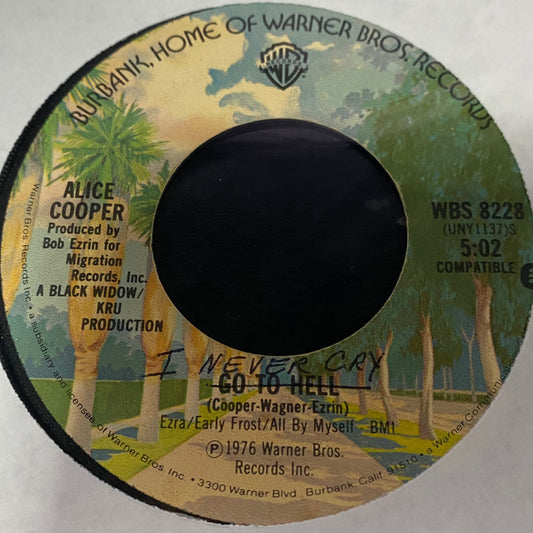 BURBANK, HOME OF WARNER BROS. RECORDS
WB
RECORDS
ALICE
COOPER
Produced by
Bob Ezrin for
Migration
Records, Inc.
A BLACK WIDOW/
KRU
PRODUCTION
WBS 8228
(UNY1137)S
5:02
COMPATIBLE
I NEVER CRY
GO TO HELL
(Cooper-Wagner-Ezrin)
Ezra/Early Frost/All By Myself - BMI
Ⓟ 1976 Warner Bros.
Records Inc.
Warner Bros. Records Inc. • a subsidiary and licensee of Warner Bros. Inc. • 3300 Warner Blvd., Burbank, Calif. 91510 • a Warner Communications